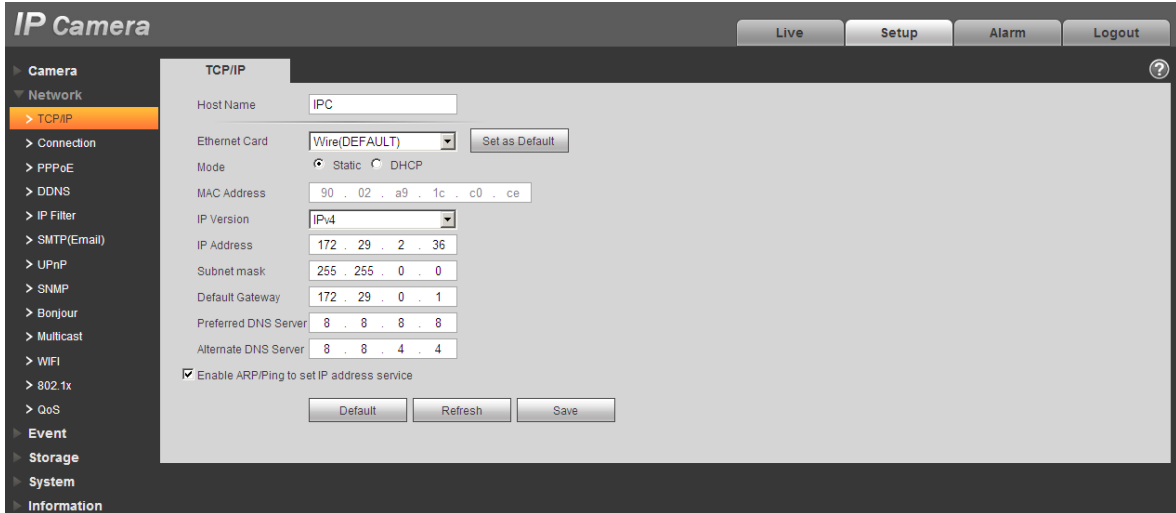 IP Camera
Live Setup Alarm Logout
Camera
Network
> TCP/IP
> Connection
> PPPoE
> DDNS
> IP Filter
> SMTP(Email)
> UPnP
> SNMP
> Bonjour
> Multicast
> WIFI
> 802.1x
> QoS
Event
Storage
System
Information
TCP/IP
?
Host Name IPC
Ethernet Card Wire(DEFAULT) Set as Default
Mode Static DHCP
MAC Address 90 . 02 . a9 . 1c . c0 . ce
IP Version IPv4
IP Address 172 . 29 . 2 . 36
Subnet mask 255 . 255 . 0 . 0
Default Gateway 172 . 29 . 0 . 1
Preferred DNS Server 8 . 8 . 8 . 8
Alternate DNS Server 8 . 8 . 4 . 4
Enable ARP/Ping to set IP address service
Default Refresh Save